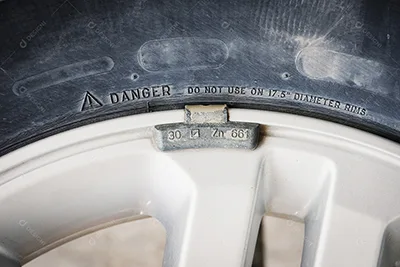 ⚠ DANGER DO NOT USE ON 17.5" DIAMETER RIMS
30 Zn 661